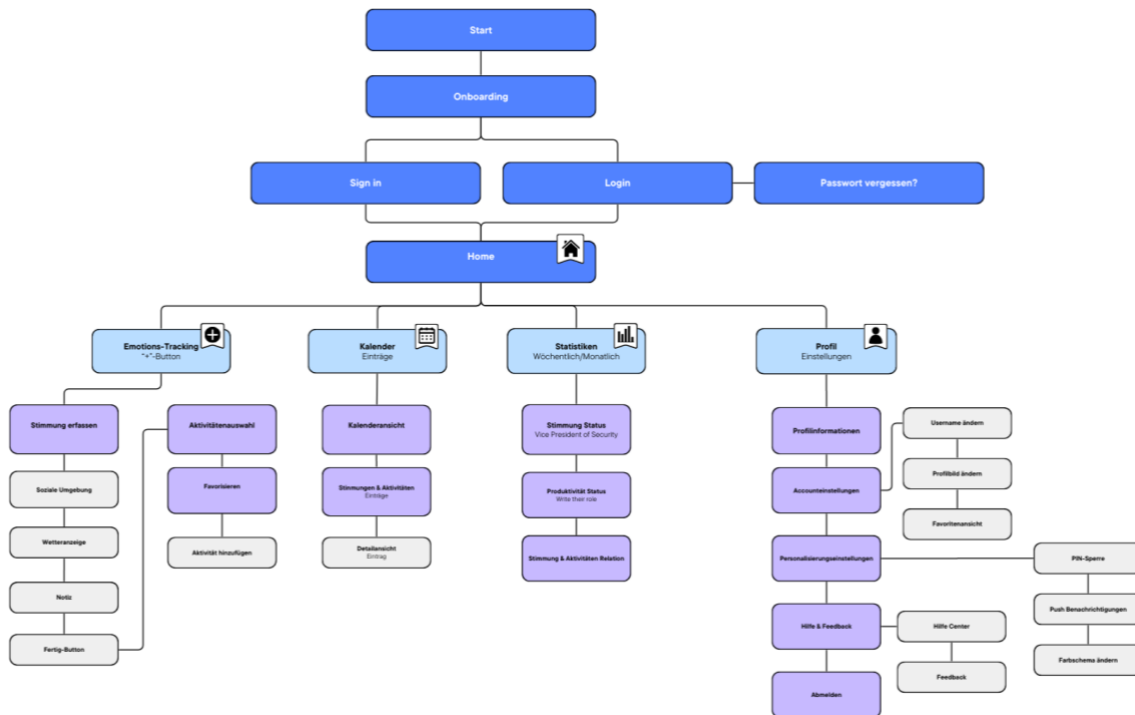 Start
Onboarding
Sign in
Login
Passwort vergessen?
Home
Emotions-Tracking
"+"-Button
Kalender
Einträge
Statistiken
Wöchentlich/Monatlich
Profil
Einstellungen
Stimmung erfassen
Soziale Umgebung
Wetteranzeige
Notiz
Fertig-Button
Aktivitätenauswahl
Favorisieren
Aktivität hinzufügen
Kalenderansicht
Stimmungen & Aktivitäten
Einträge
Detailansicht
Eintrag
Stimmung Status
Vice President of Security
Produktivität Status
Write their role
Stimmung & Aktivitäten Relation
Profilinformationen
Accounteinstellungen
Username ändern
Profilbild ändern
Favoritenansicht
Personalisierungseinstellungen
PIN-Sperre
Push Benachrichtigungen
Farbschema ändern
Hilfe & Feedback
Hilfe Center
Feedback
Abmelden